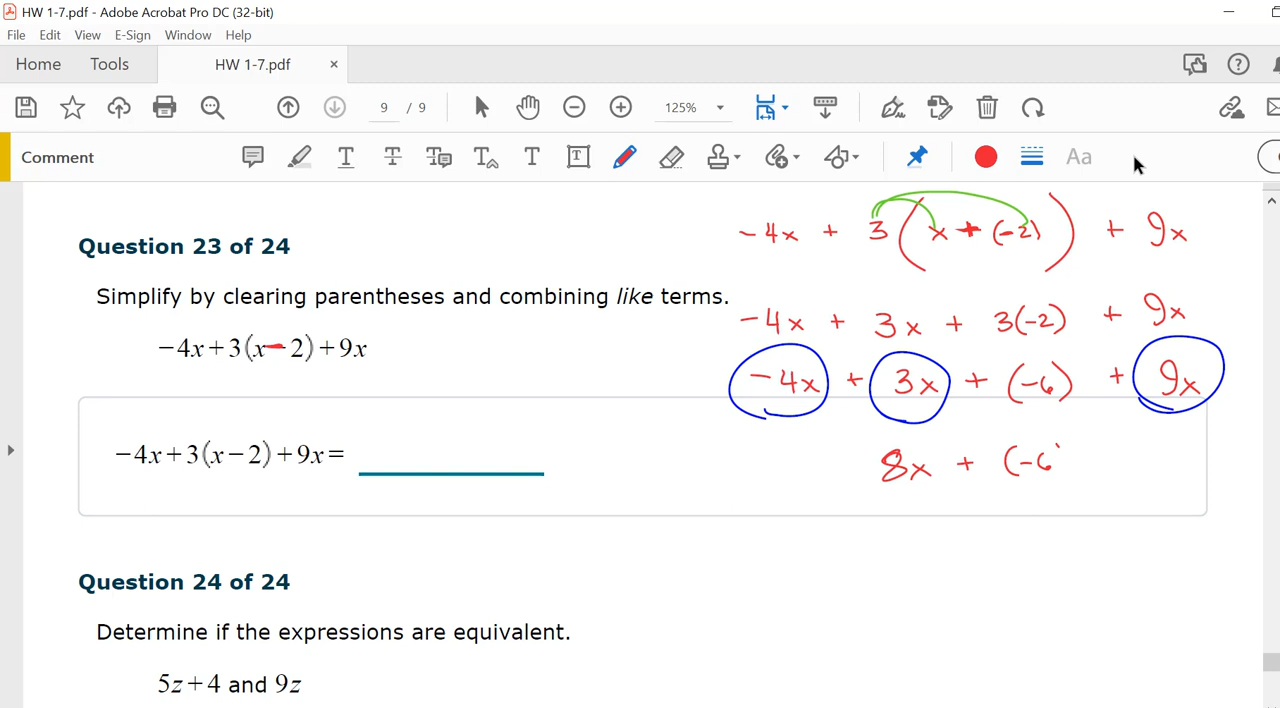 HW 1-7.pdf - Adobe Acrobat Pro DC (32-bit)
File Edit View E-Sign Window Help
Home Tools HW 1-7.pdf ×
9 / 9 125%
Comment
Aa
Question 23 of 24
Simplify by clearing parentheses and combining like terms.
−4x+3(x−2)+9x
−4x+3(x−2)+9x=
-4x + 3(x + (-2)) + 9x
-4x + 3x + 3(-2) + 9x
-4x + 3x + (-6) + 9x
8x + (-6
Question 24 of 24
Determine if the expressions are equivalent.
5z+4 and 9z